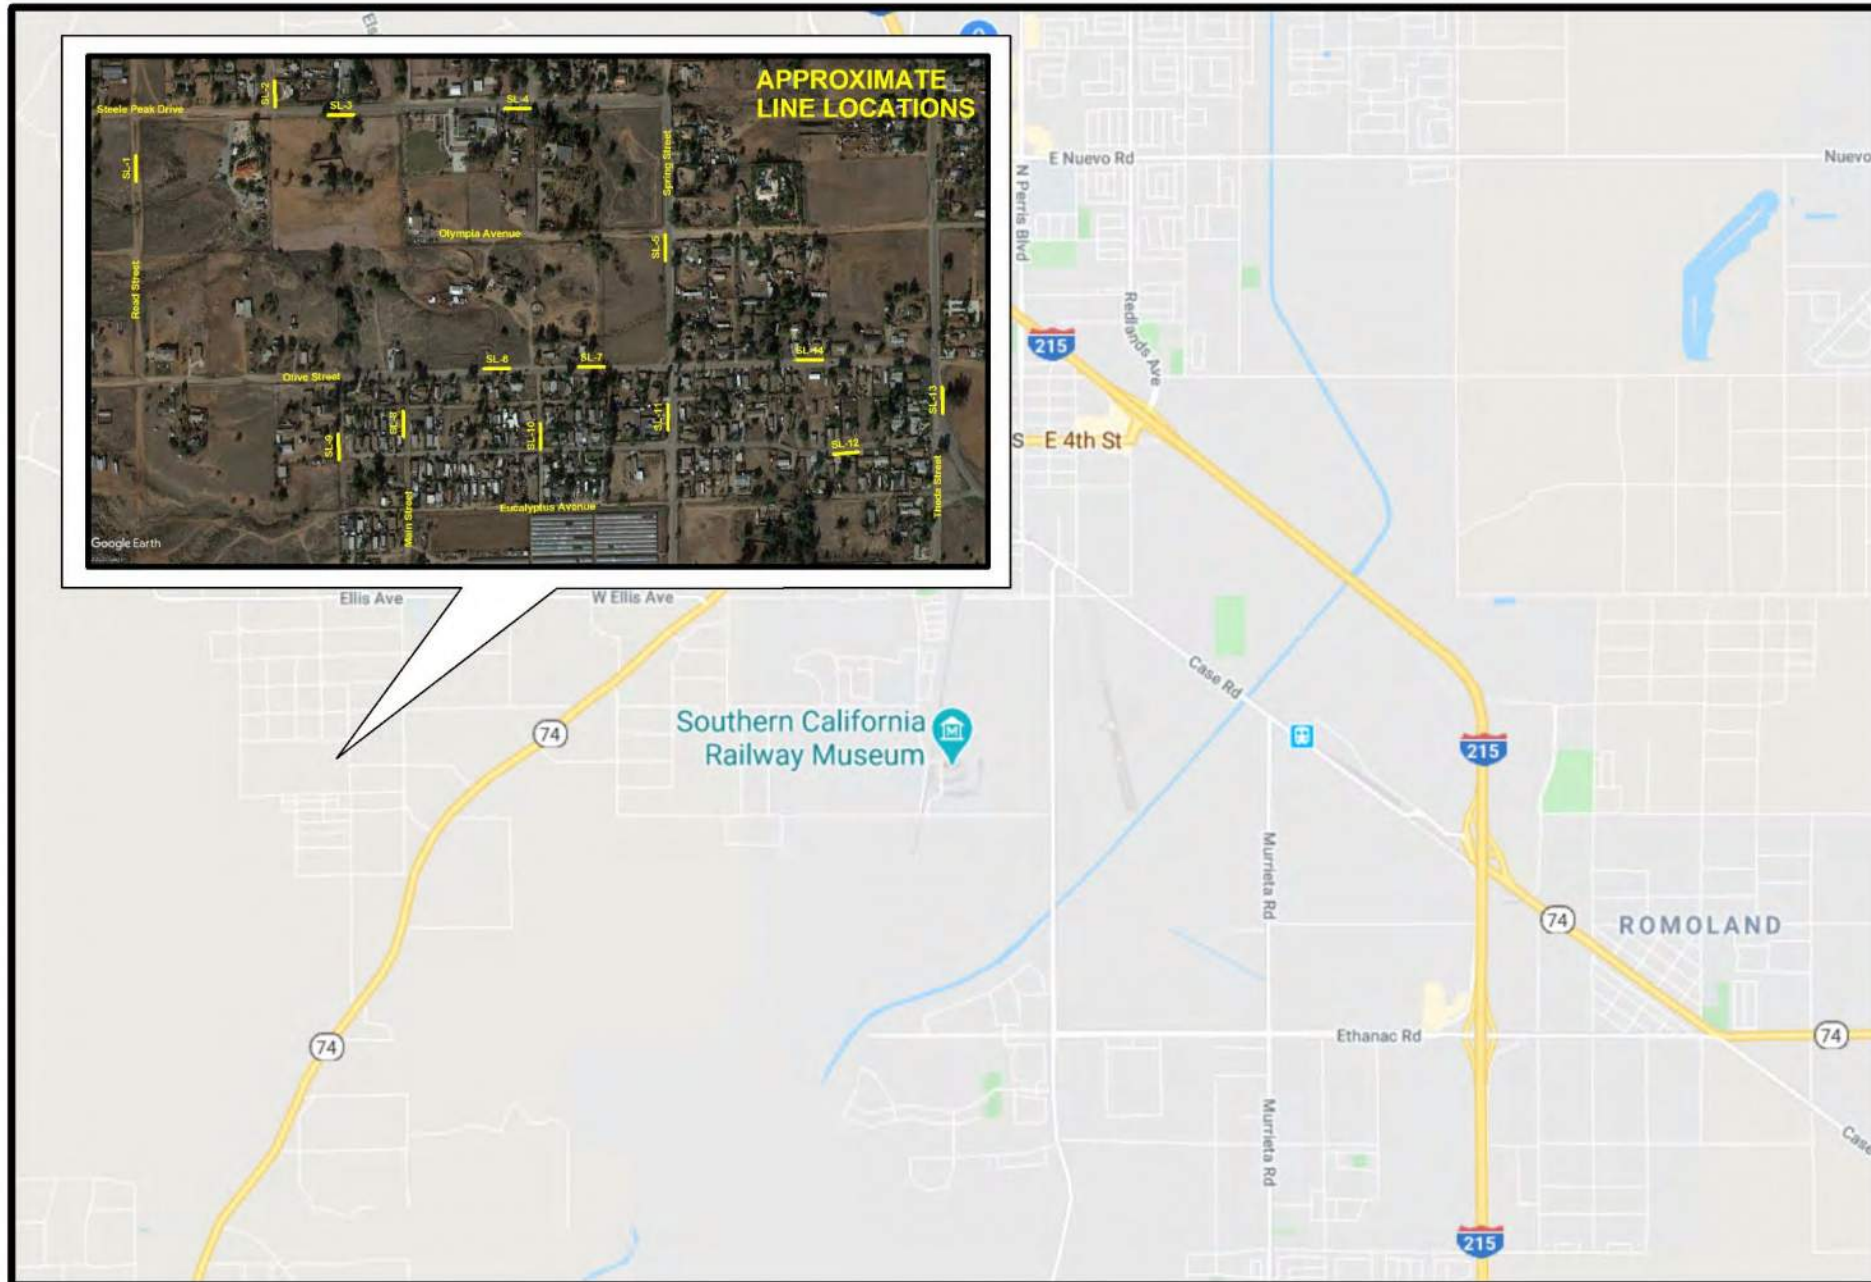 Els
APPROXIMATE
LINE LOCATIONS
SL-2
SL-3
SL-4
Steele Peak Drive
SL-1
Spring Street
Olympia Avenue
SL-5
Read Street
SL-6
SL-7
SL-14
Olive Street
SL-13
SL-8
SL-9
SL-10
SL-11
SL-12
Main Street
Eucalyptus Avenue
Theda Street
Google Earth
E Nuevo Rd
Nuevo
N Perris Blvd
Redlands Ave
215
S
E 4th St
Ellis Ave
W Ellis Ave
Case Rd
74
Southern California
Railway Museum
215
Murrieta Rd
74
ROMOLAND
74
Ethanac Rd
74
Murrieta Rd
Case
215